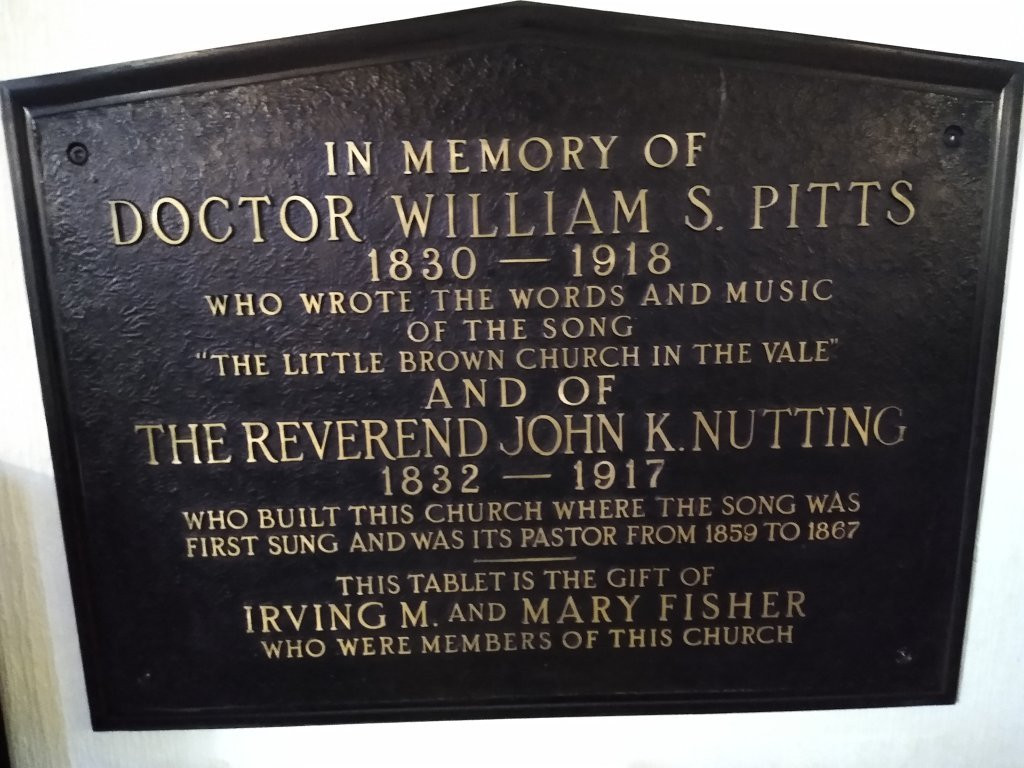 IN MEMORY OF
DOCTOR WILLIAM S. PITTS
1830 — 1918
WHO WROTE THE WORDS AND MUSIC
OF THE SONG
"THE LITTLE BROWN CHURCH IN THE VALE"
AND OF
THE REVEREND JOHN K. NUTTING
1832 — 1917
WHO BUILT THIS CHURCH WHERE THE SONG WAS
FIRST SUNG AND WAS ITS PASTOR FROM 1859 TO 1867
THIS TABLET IS THE GIFT OF
IRVING M. AND MARY FISHER
WHO WERE MEMBERS OF THIS CHURCH